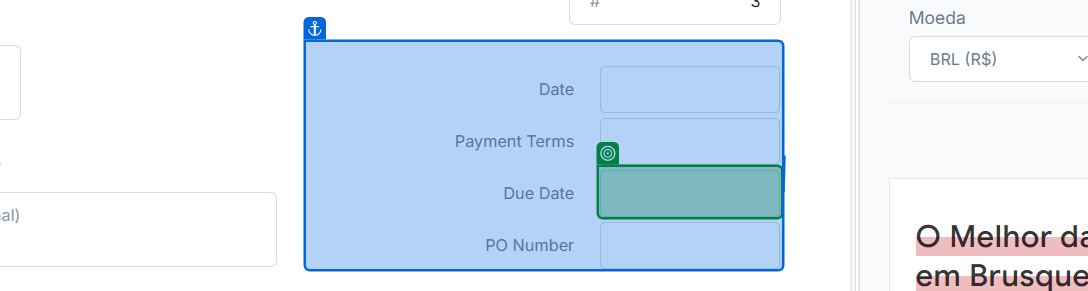 # 3
Moeda
BRL (R$)
Date
Payment Terms
Due Date
al)
PO Number
O Melhor da
em Brusque